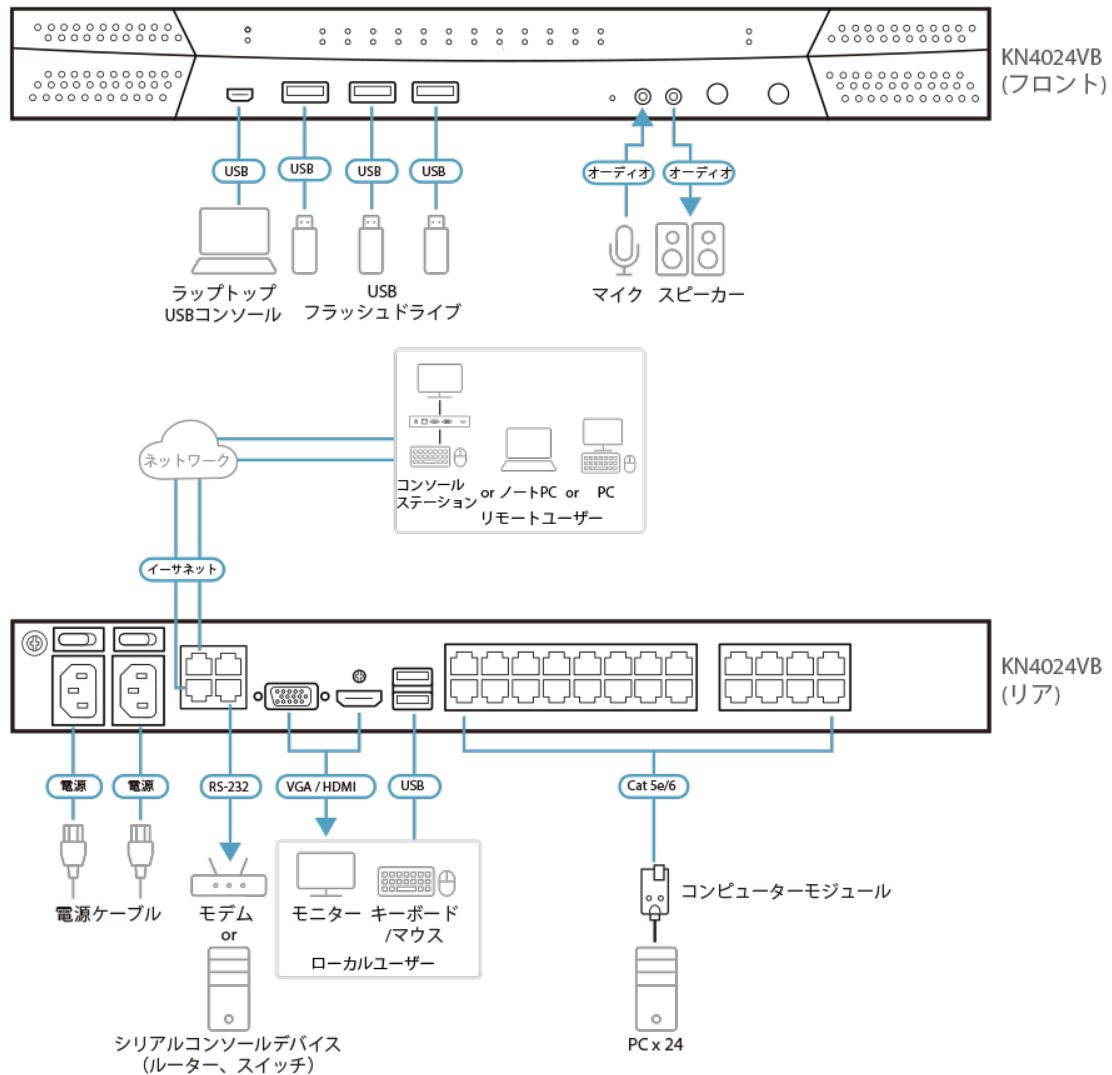 KN4024VB
(フロント)
USB
USB
USB
USB
オーディオ
オーディオ
ラップトップ
USBコンソール
USB
フラッシュドライブ
マイク
スピーカー
ネットワーク
コンソール
ステーション
or ノートPC or PC
リモートユーザー
イーサネット
KN4024VB
(リア)
電源
電源
RS-232
VGA / HDMI
USB
Cat 5e/6
電源ケーブル
モデム
or
シリアルコンソールデバイス
(ルーター、スイッチ)
モニター
キーボード
/マウス
ローカルユーザー
コンピューターモジュール
PC x 24